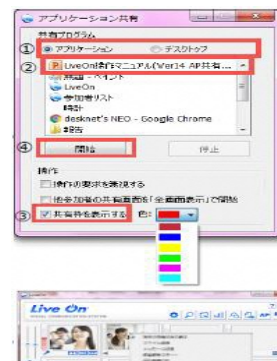 アプリケーション共有
共有プログラム
① アプリケーション デスクトップ
② LiveOn操作マニュアル(Ver14 AP共有...
無題 - ペイント
LiveOn
参加者リスト
時計
desknet's NEO - Google Chrome
報告
④ 開始 停止
操作
操作の要求を無視する
他参加者の共有画面を「全画面表示」で開始
③ 共有枠を表示する 色:
Live On